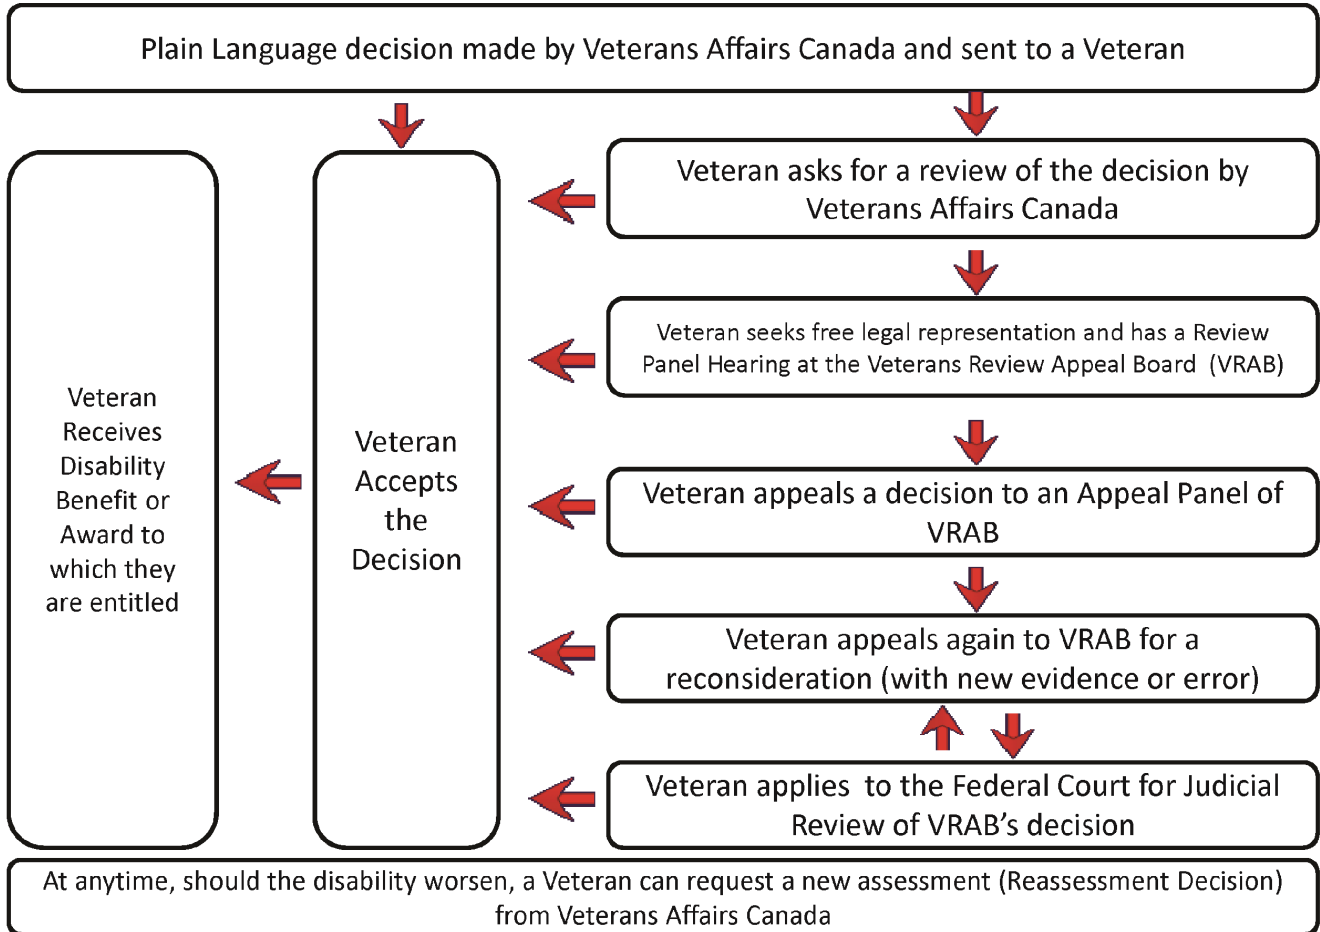 Plain Language decision made by Veterans Affairs Canada and sent to a Veteran
Veteran asks for a review of the decision by
Veterans Affairs Canada
Veteran seeks free legal representation and has a Review
Panel Hearing at the Veterans Review Appeal Board (VRAB)
Veteran appeals a decision to an Appeal Panel of
VRAB
Veteran appeals again to VRAB for a
reconsideration (with new evidence or error)
Veteran applies to the Federal Court for Judicial
Review of VRAB’s decision
Veteran
Accepts
the
Decision
Veteran
Receives
Disability
Benefit or
Award to
which they
are entitled
At anytime, should the disability worsen, a Veteran can request a new assessment (Reassessment Decision)
from Veterans Affairs Canada